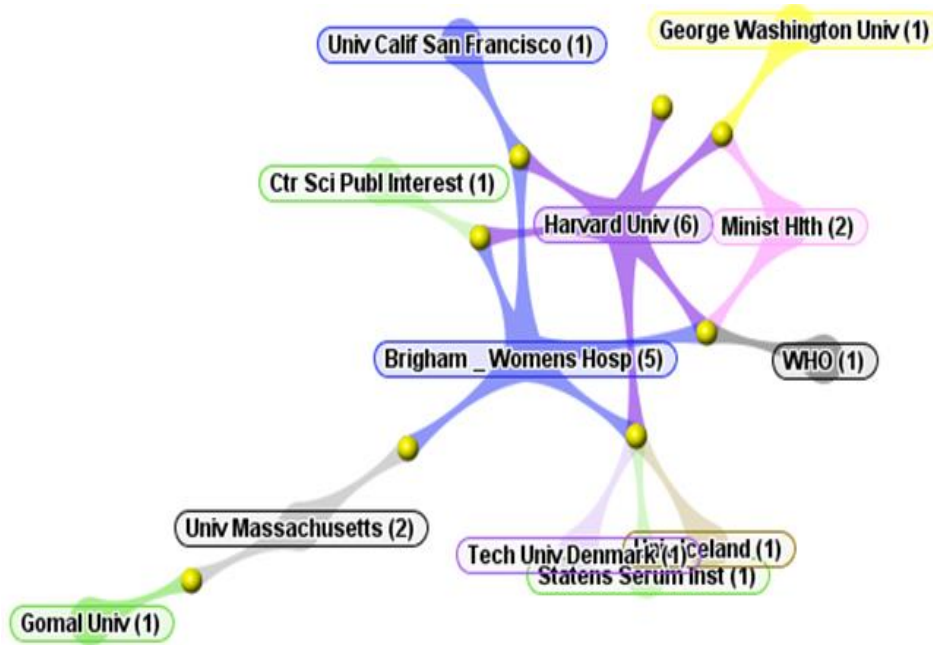 George Washington Univ (1)
Univ Calif San Francisco (1)
Ctr Sci Publ Interest (1)
Harvard Univ (6)
Minist Hlth (2)
Brigham _ Womens Hosp (5)
WHO (1)
Univ Massachusetts (2)
Tech Univ Denmark (1)
Iceland (1)
Statens Serum Inst (1)
Gomal Univ (1)